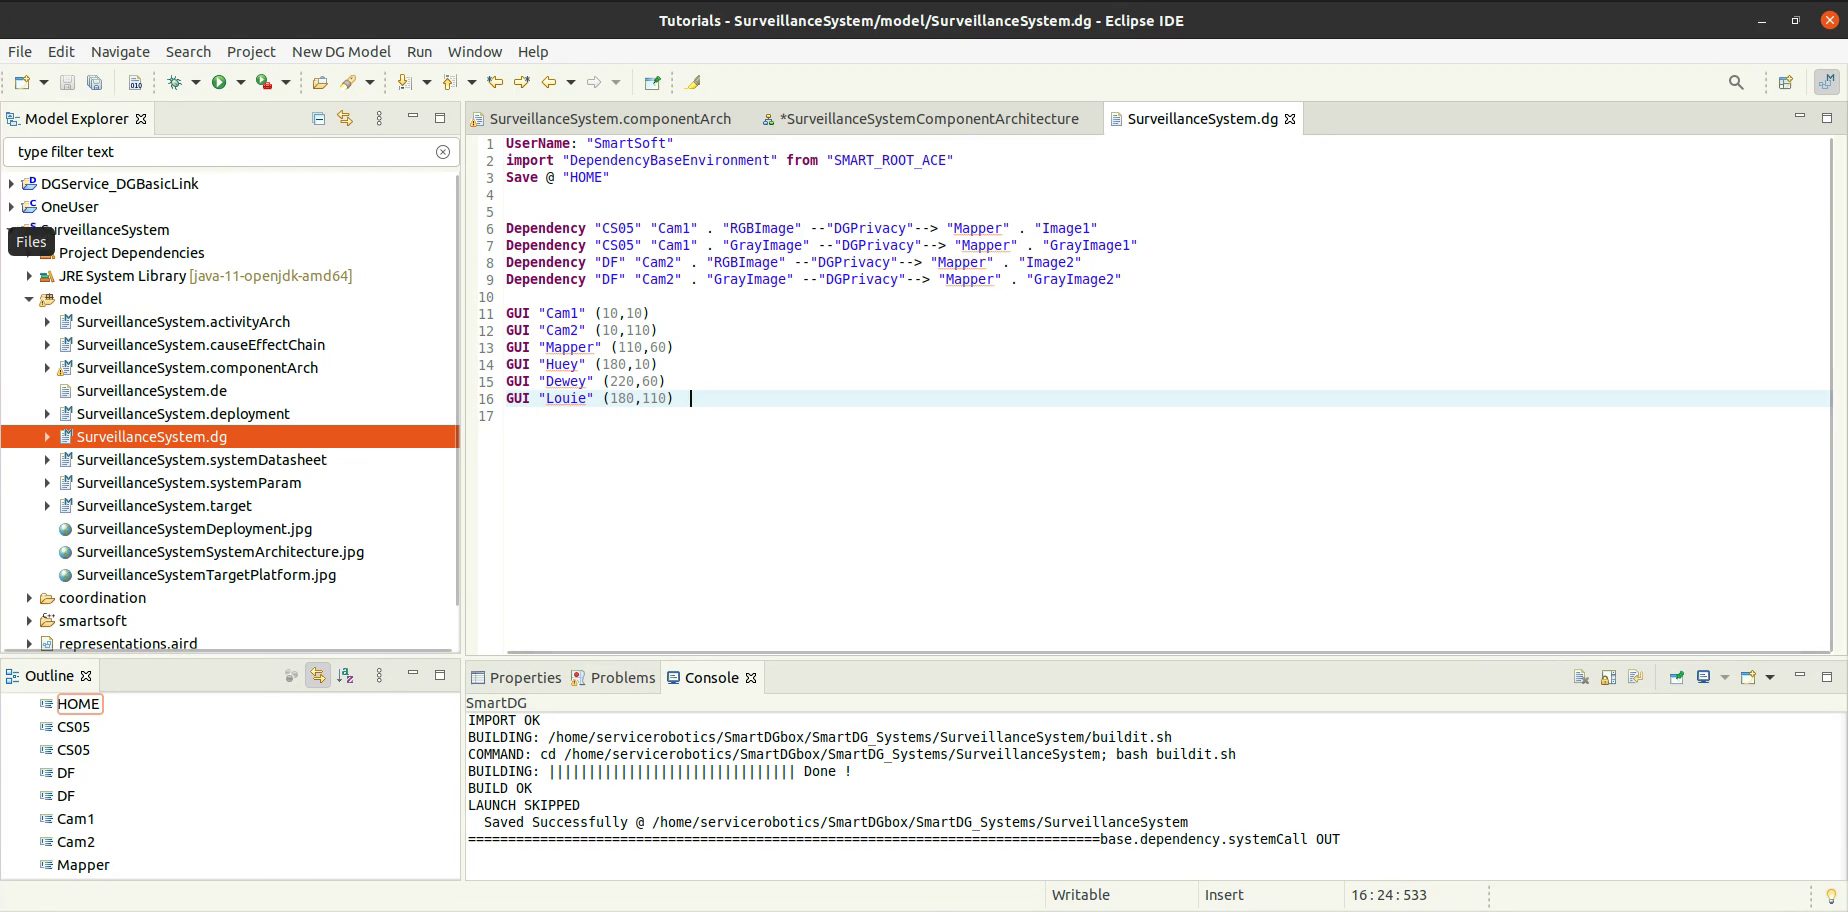 Tutorials - SurveillanceSystem/model/SurveillanceSystem.dg - Eclipse IDE
File Edit Navigate Search Project New DG Model Run Window Help
Model Explorer
type filter text
DGService_DGBasicLink
OneUser
SurveillanceSystem
Files
Project Dependencies
JRE System Library [java-11-openjdk-amd64]
model
SurveillanceSystem.activityArch
SurveillanceSystem.causeEffectChain
SurveillanceSystem.componentArch
SurveillanceSystem.de
SurveillanceSystem.deployment
SurveillanceSystem.dg
SurveillanceSystem.systemDatasheet
SurveillanceSystem.systemParam
SurveillanceSystem.target
SurveillanceSystemDeployment.jpg
SurveillanceSystemSystemArchitecture.jpg
SurveillanceSystemTargetPlatform.jpg
coordination
smartsoft
representations.aird
Outline
HOME
CS05
CS05
DF
DF
Cam1
Cam2
Mapper
SurveillanceSystem.componentArch *SurveillanceSystemComponentArchitecture SurveillanceSystem.dg
1 UserName: "SmartSoft"
2 import "DependencyBaseEnvironment" from "SMART_ROOT_ACE"
3 Save @ "HOME"
4
5
6 Dependency "CS05" "Cam1" . "RGBImage" --"DGPrivacy"--> "Mapper" . "Image1"
7 Dependency "CS05" "Cam1" . "GrayImage" --"DGPrivacy"--> "Mapper" . "GrayImage1"
8 Dependency "DF" "Cam2" . "RGBImage" --"DGPrivacy"--> "Mapper" . "Image2"
9 Dependency "DF" "Cam2" . "GrayImage" --"DGPrivacy"--> "Mapper" . "GrayImage2"
10
11 GUI "Cam1" (10,10)
12 GUI "Cam2" (10,110)
13 GUI "Mapper" (110,60)
14 GUI "Huey" (180,10)
15 GUI "Dewey" (220,60)
16 GUI "Louie" (180,110)
17
Properties Problems Console
SmartDG
IMPORT OK
BUILDING: /home/servicerobotics/SmartDGbox/SmartDG_Systems/SurveillanceSystem/buildit.sh
COMMAND: cd /home/servicerobotics/SmartDGbox/SmartDG_Systems/SurveillanceSystem; bash buildit.sh
BUILDING: ||||||||||||||||||||||||||||||| Done !
BUILD OK
LAUNCH SKIPPED
Saved Successfully @ /home/servicerobotics/SmartDGbox/SmartDG_Systems/SurveillanceSystem
===============================================================================base.dependency.systemCall OUT
Writable Insert 16:24:533